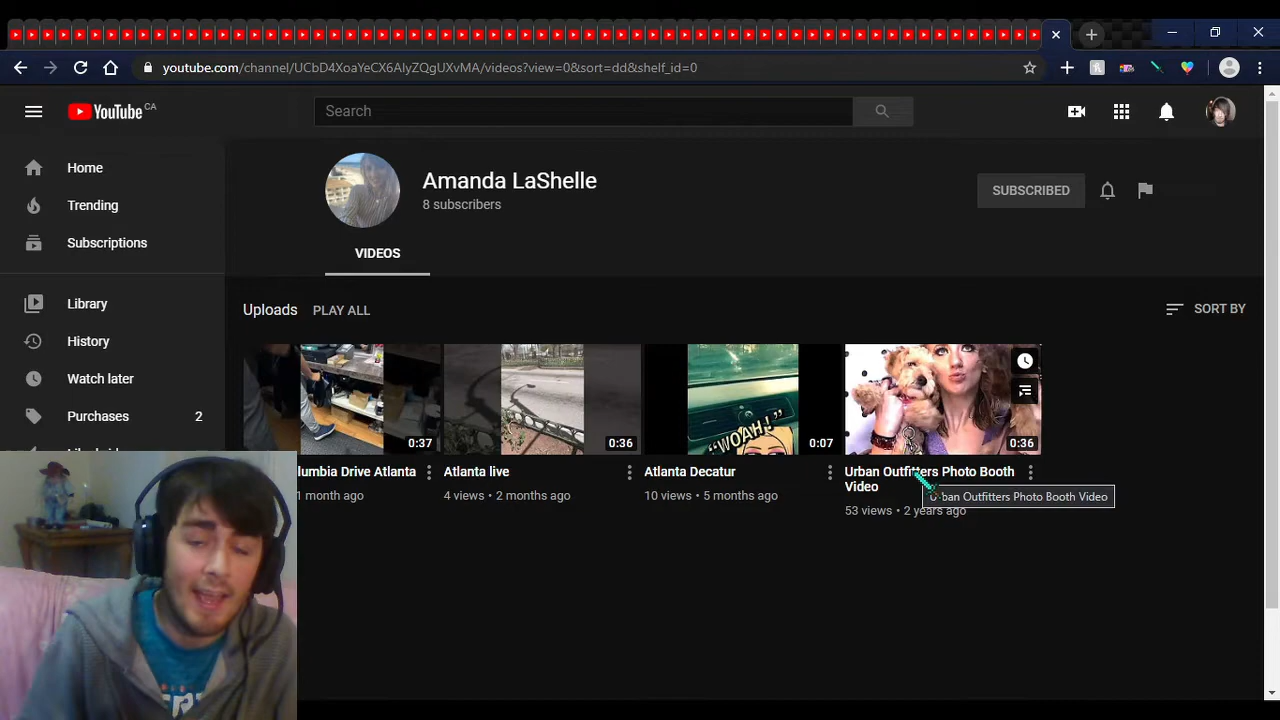 youtube.com/channel/UCbD4XoaYeCX6AlyZQgUXvMA/videos?view=0&sort=dd&shelf_id=0
YouTube CA
Search
Home
Trending
Subscriptions
Library
History
Watch later
Purchases 2
Amanda LaShelle
8 subscribers
SUBSCRIBED
VIDEOS
Uploads PLAY ALL
SORT BY
"WOAH!"
0:37
0:36
0:07
0:36
lumbia Drive Atlanta
1 month ago
Atlanta live
4 views • 2 months ago
Atlanta Decatur
10 views • 5 months ago
Urban Outfitters Photo Booth
Video
53 views • 2 years ago
Urban Outfitters Photo Booth Video